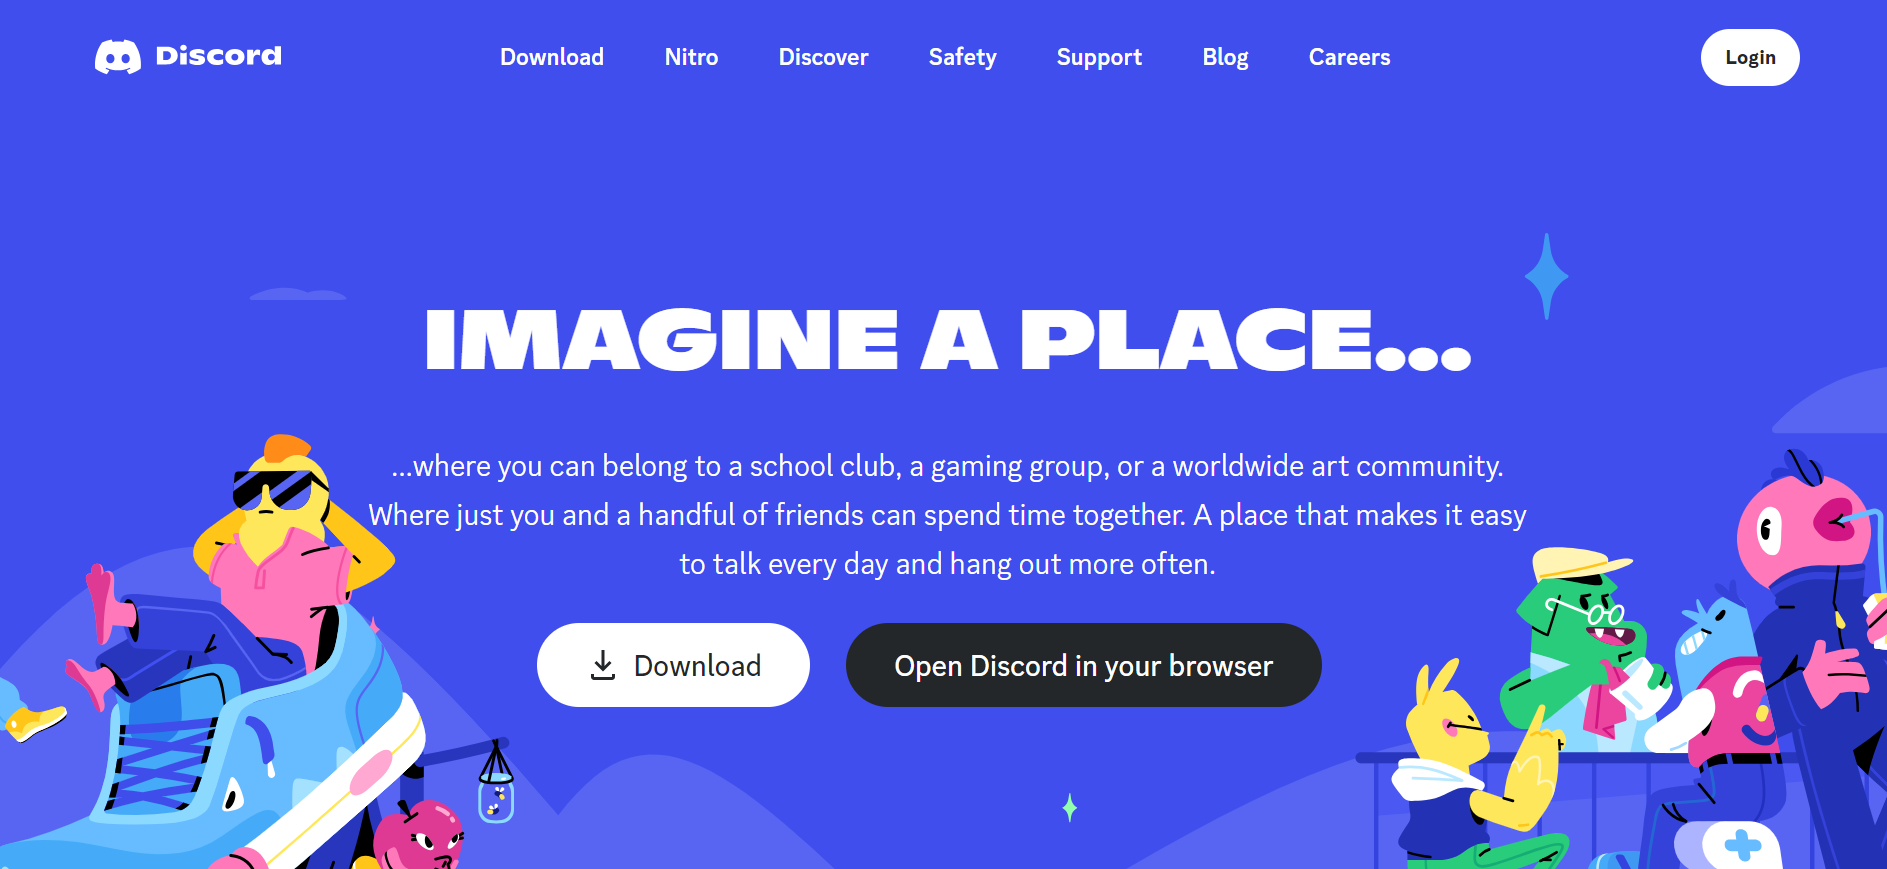 Discord
Download
Nitro
Discover
Safety
Support
Blog
Careers
Login
IMAGINE A PLACE...
...where you can belong to a school club, a gaming group, or a worldwide art community.
Where just you and a handful of friends can spend time together. A place that makes it easy
to talk every day and hang out more often.
Download
Open Discord in your browser